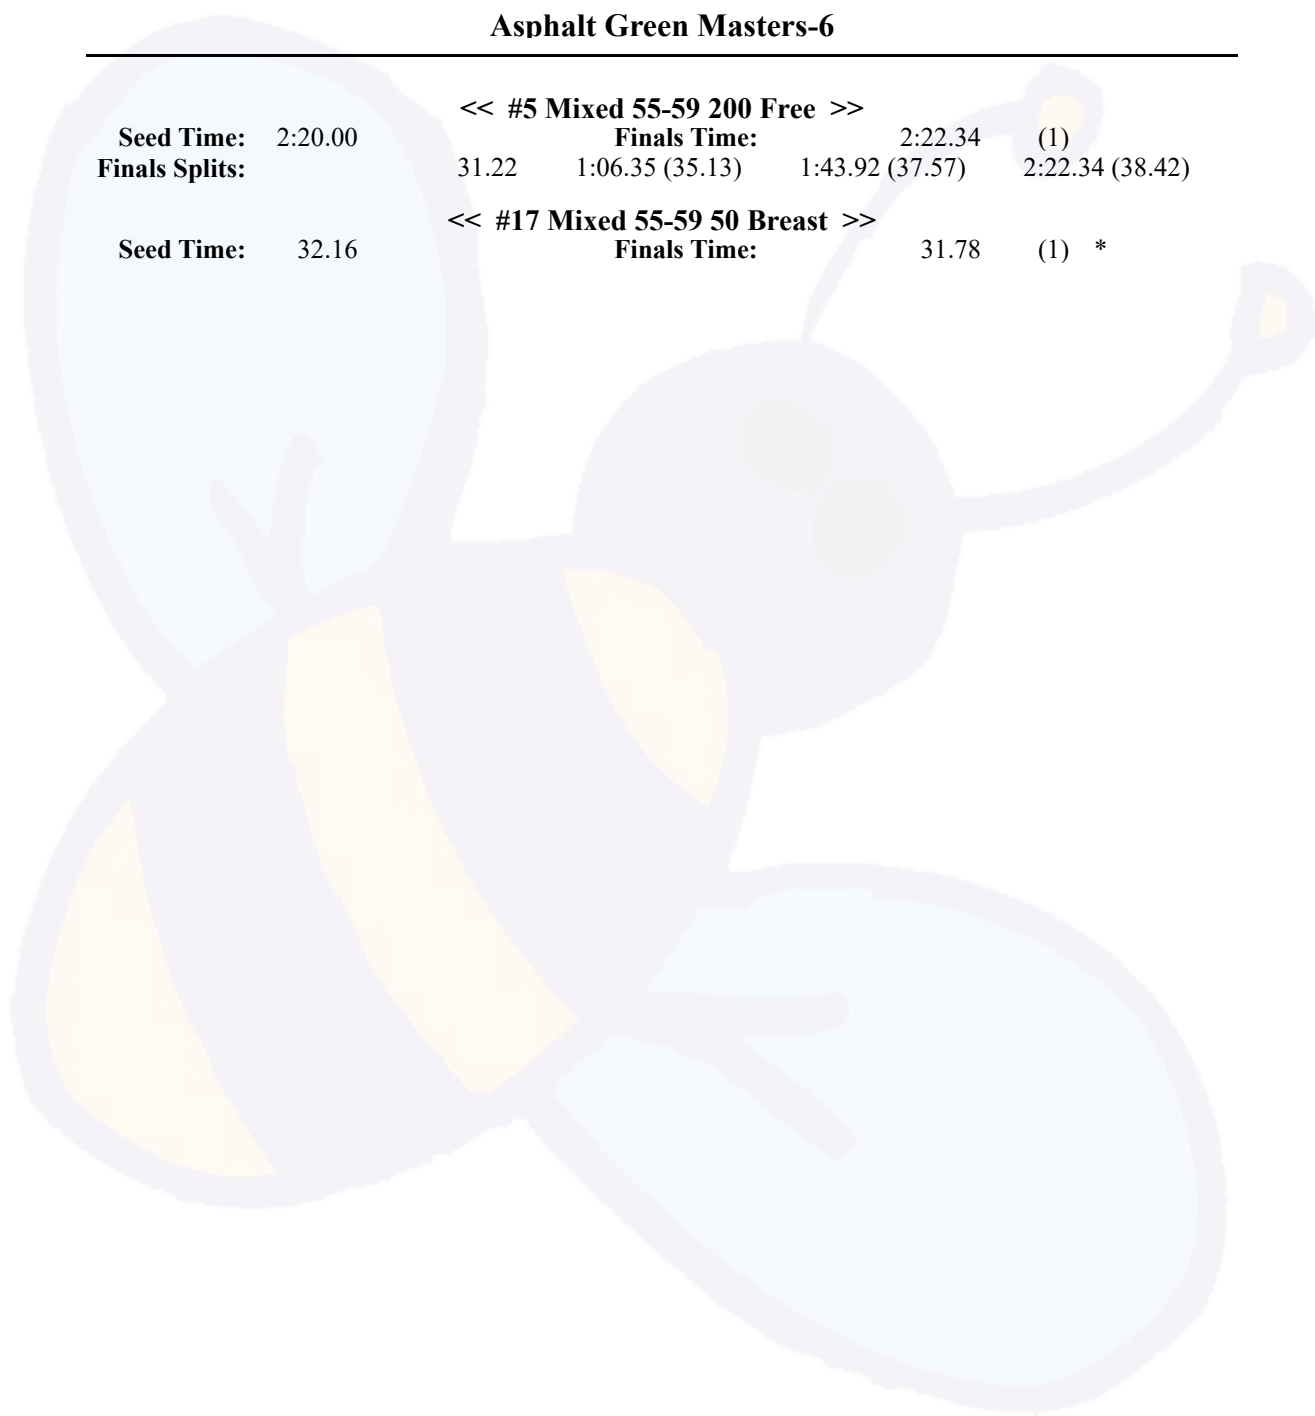 Asphalt Green Masters-6
<< #5 Mixed 55-59 200 Free >>
Seed Time: 2:20.00 Finals Time: 2:22.34 (1)
Finals Splits: 31.22 1:06.35 (35.13) 1:43.92 (37.57) 2:22.34 (38.42)
<< #17 Mixed 55-59 50 Breast >>
Seed Time: 32.16 Finals Time: 31.78 (1) *